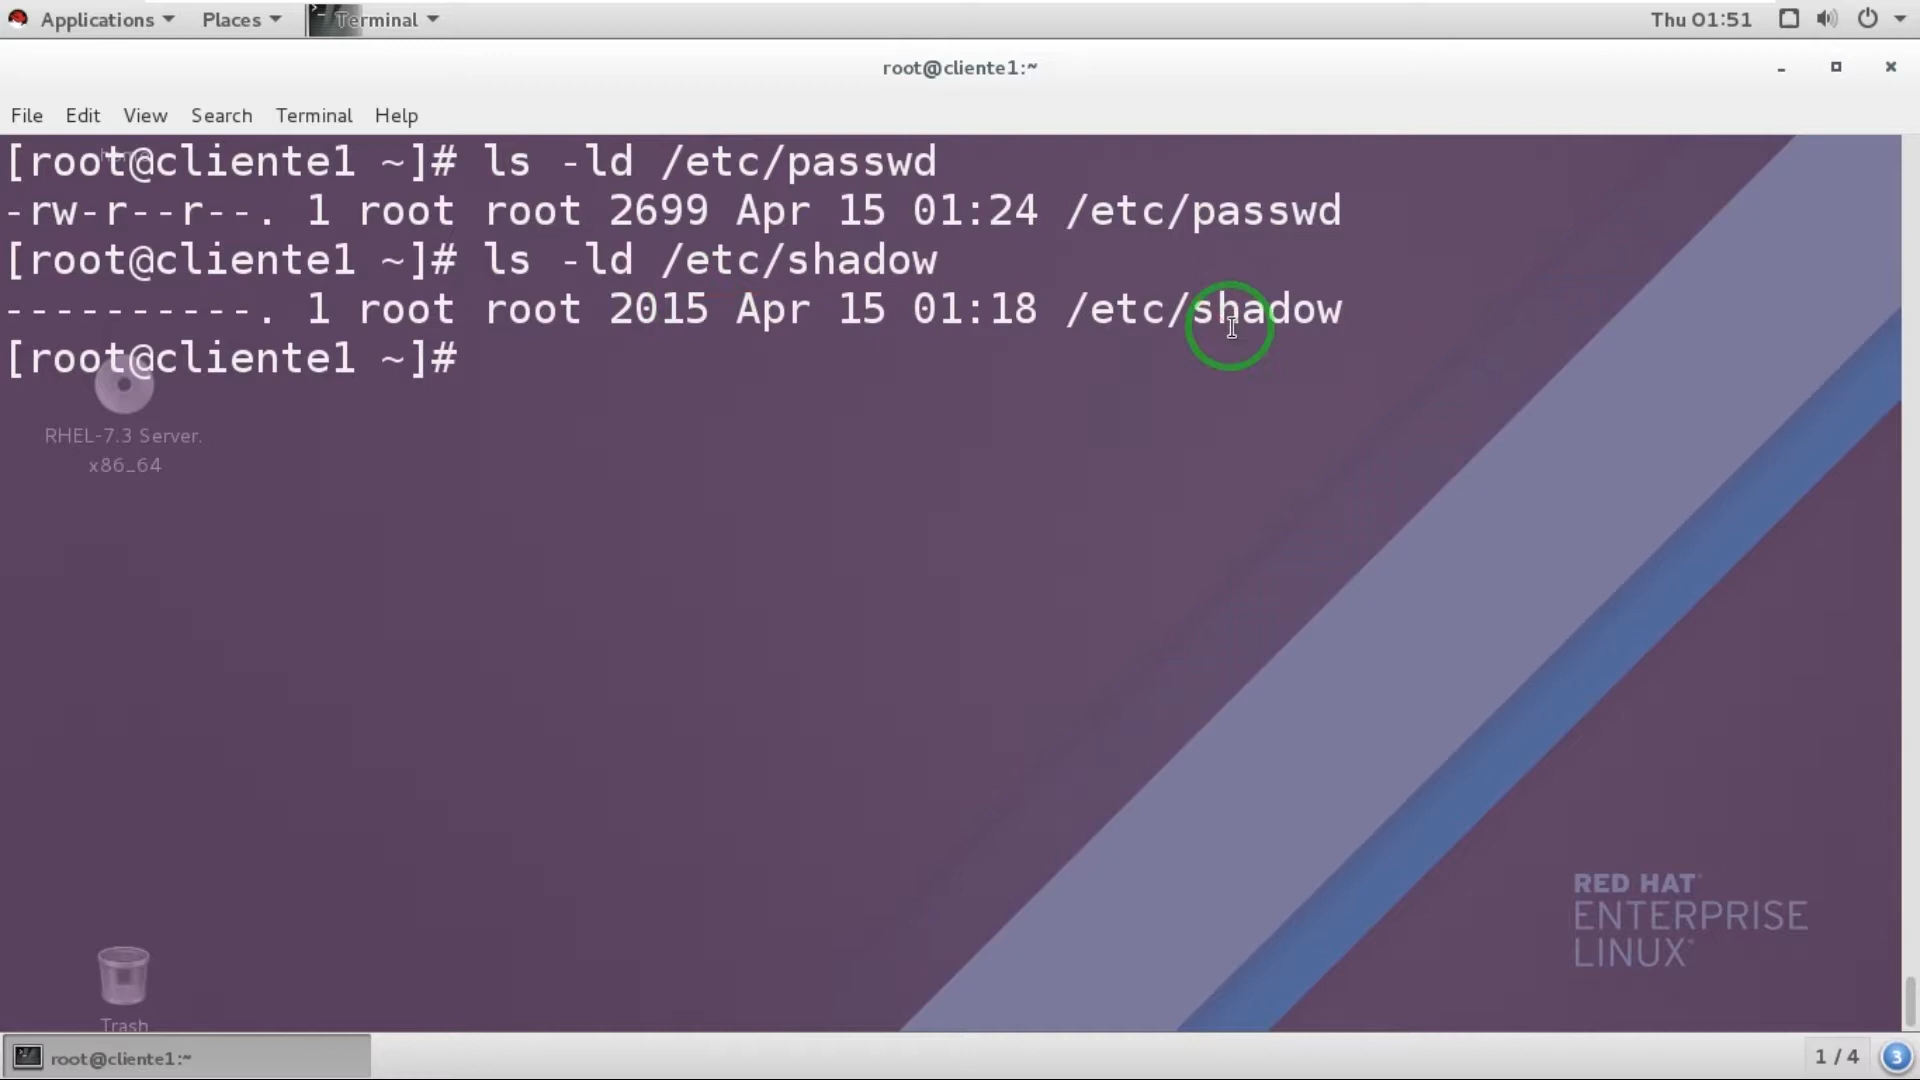 Applications Places Terminal Thu 01:51
root@cliente1:~
File Edit View Search Terminal Help
[root@cliente1 ~]# ls -ld /etc/passwd
-rw-r--r--. 1 root root 2699 Apr 15 01:24 /etc/passwd
[root@cliente1 ~]# ls -ld /etc/shadow
----------. 1 root root 2015 Apr 15 01:18 /etc/shadow
[root@cliente1 ~]#
RHEL-7.3 Server.
x86_64
RED HAT
ENTERPRISE
LINUX
Trash
root@cliente1:~ 1 / 4 3